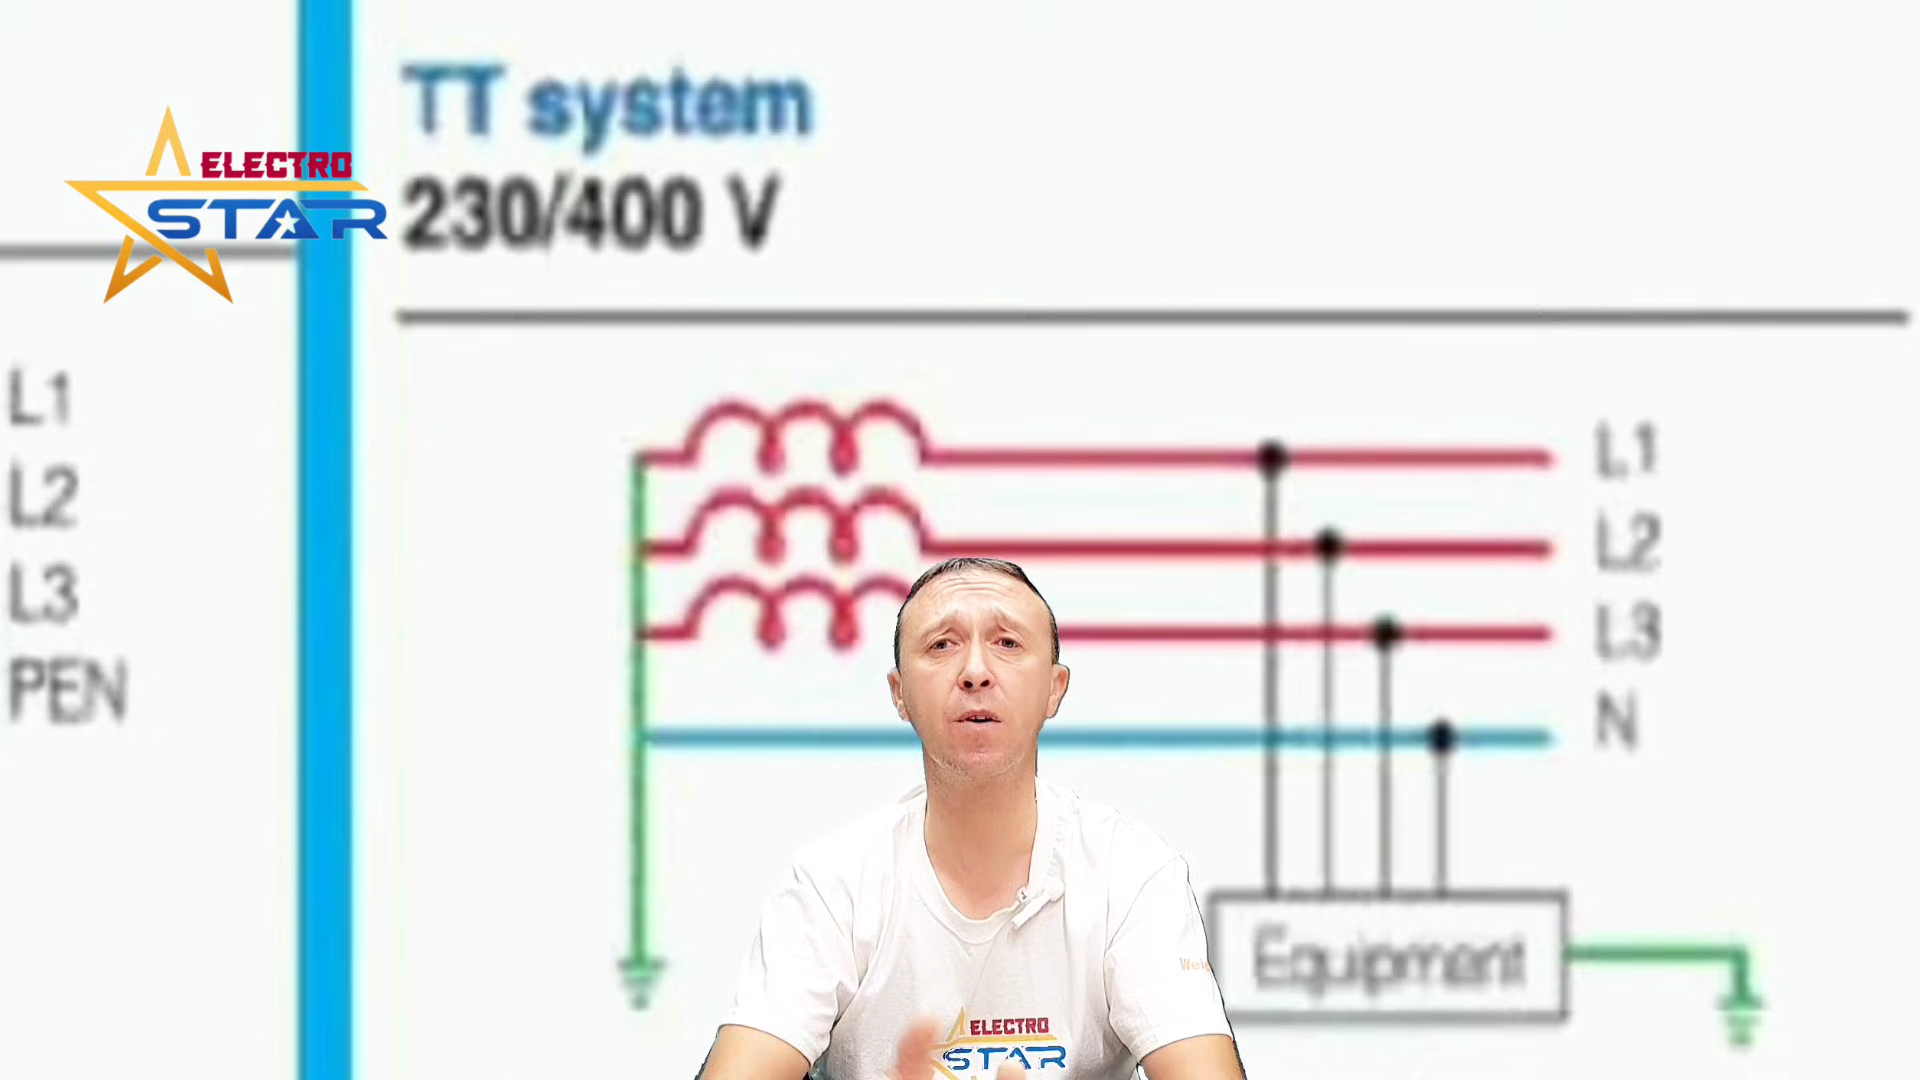 TT system
230/400 V
ELECTRO
STAR
L1
L2
L3
PEN
L1
L2
L3
N
Equipment
ELECTRO
STAR